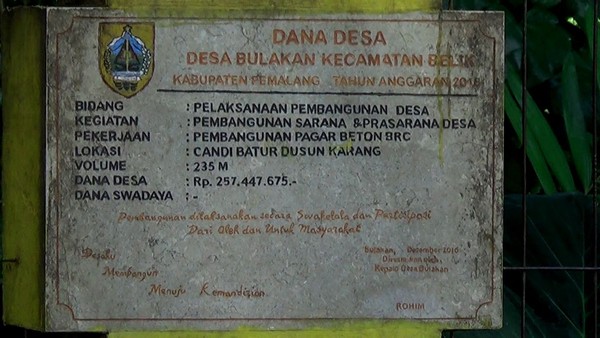 DANA DESA
DESA BULAKAN KECAMATAN BELIK
KABUPATEN PEMALANG TAHUN ANGGARAN
BIDANG : PELAKSANAAN PEMBANGUNAN DESA
KEGIATAN : PEMBANGUNAN SARANA & PRASARANA DESA
PEKERJAAN : PEMBANGUNAN PAGAR BETON BRC
LOKASI : CANDI BATUR DUSUN KARANG
VOLUME : 235 M
DANA DESA : Rp. 257.447.675.-
DANA SWADAYA : -
Pembangunan dilaksanakan secara Swakelola dan Partisipasi
Dari Oleh dan Untuk Masyarakat
Desaku
Membangun
Menuju Kemandirian
Bulakan, Desember
Diresmikan oleh,
Kepala Desa Bulakan
ROHIM